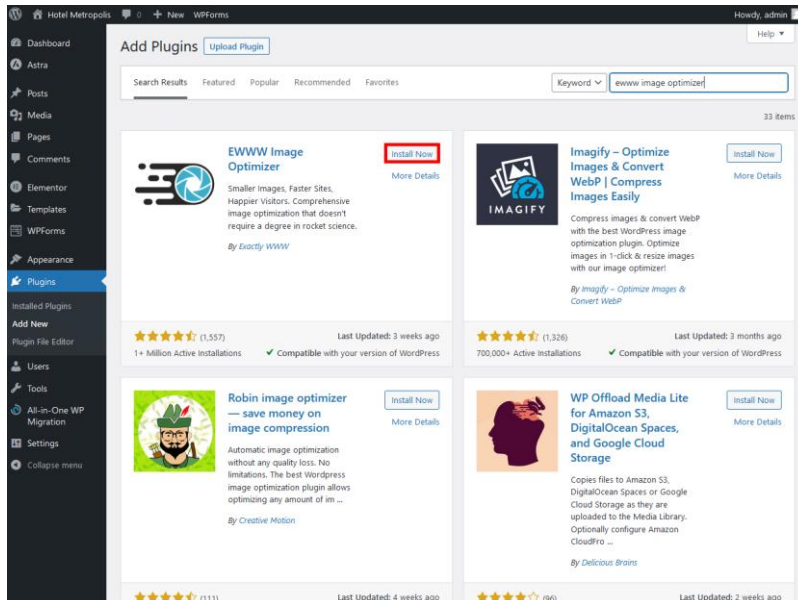 Hotel Metropolis 0 + New WPForms Howdy, admin
Help ▼
Dashboard
Astra
Posts
Media
Pages
Comments
Elementor
Templates
WPForms
Appearance
Plugins
Installed Plugins
Add New
Plugin File Editor
Users
Tools
All-in-One WP
Migration
Settings
Collapse menu
Add Plugins Upload Plugin
Search Results Featured Popular Recommended Favorites Keyword ewww image optimizer
33 items
EWWW Image
Optimizer
Install Now
More Details
Smaller Images, Faster Sites,
Happier Visitors. Comprehensive
image optimization that doesn't
require a degree in rocket science.
By Exactly WWW
(1,557) Last Updated: 3 weeks ago
1+ Million Active Installations ✔ Compatible with your version of WordPress
IMAGIFY
Imagify – Optimize
Images & Convert
WebP | Compress
Images Easily
Install Now
More Details
Compress images & convert WebP
with the best WordPress image
optimization plugin. Optimize
images in 1-click & resize images
with our image optimizer!
By Imagify – Optimize Images &
Convert WebP
(1,326) Last Updated: 3 months ago
700,000+ Active Installations ✔ Compatible with your version of WordPress
Robin image optimizer
— save money on
image compression
Install Now
More Details
Automatic image optimization
without any quality loss. No
limitations. The best Wordpress
image optimization plugin allows
optimizing any amount of im ...
By Creative Motion
(111) Last Updated: 4 weeks ago
WP Offload Media Lite
for Amazon S3,
DigitalOcean Spaces,
and Google Cloud
Storage
Install Now
More Details
Copies files to Amazon S3,
DigitalOcean Spaces or Google
Cloud Storage as they are
uploaded to the Media Library.
Optionally configure Amazon
CloudFro ...
By Delicious Brains
(96) Last Updated: 2 weeks ago